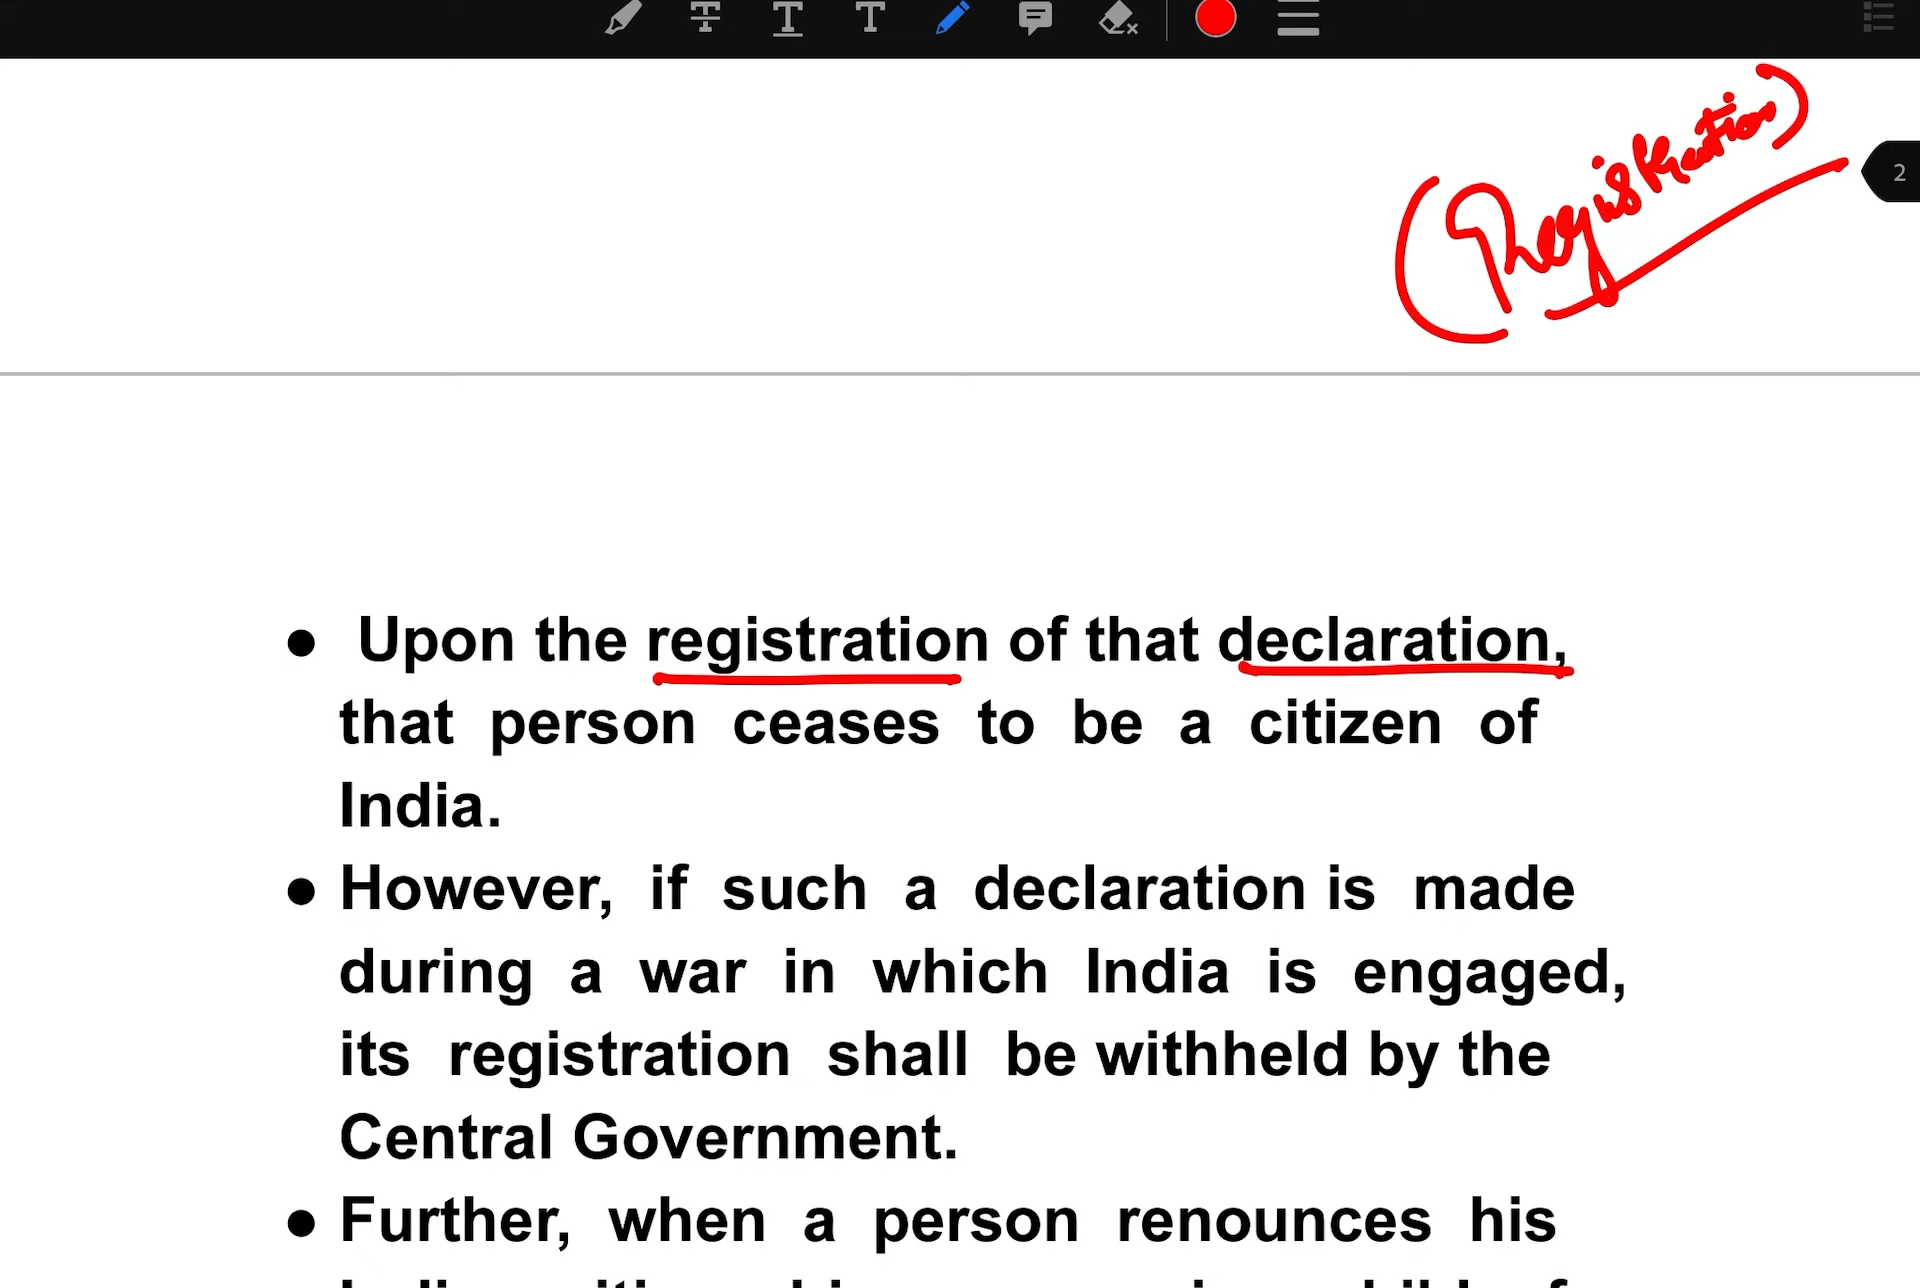 (Registration)
2
● Upon the registration of that declaration,
that person ceases to be a citizen of
India.
● However, if such a declaration is made
during a war in which India is engaged,
its registration shall be withheld by the
Central Government.
● Further, when a person renounces his